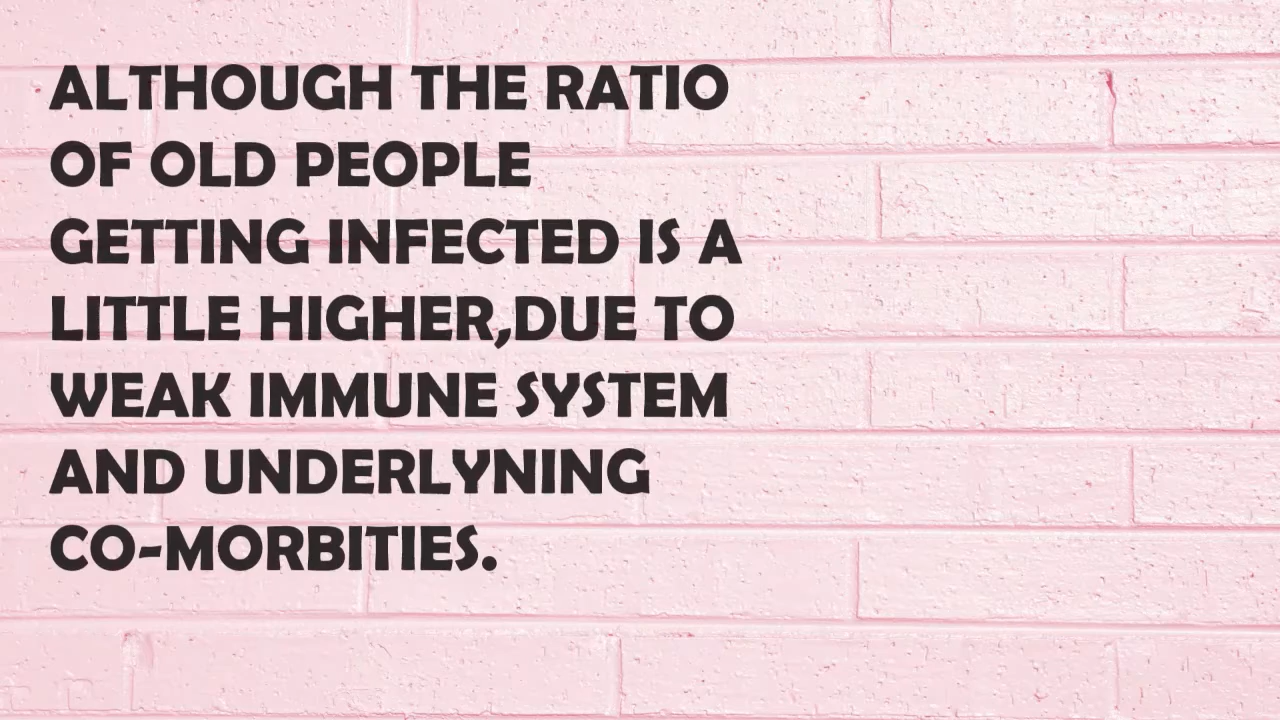 ALTHOUGH THE RATIO
OF OLD PEOPLE
GETTING INFECTED IS A
LITTLE HIGHER,DUE TO
WEAK IMMUNE SYSTEM
AND UNDERLYNING
CO-MORBITIES.